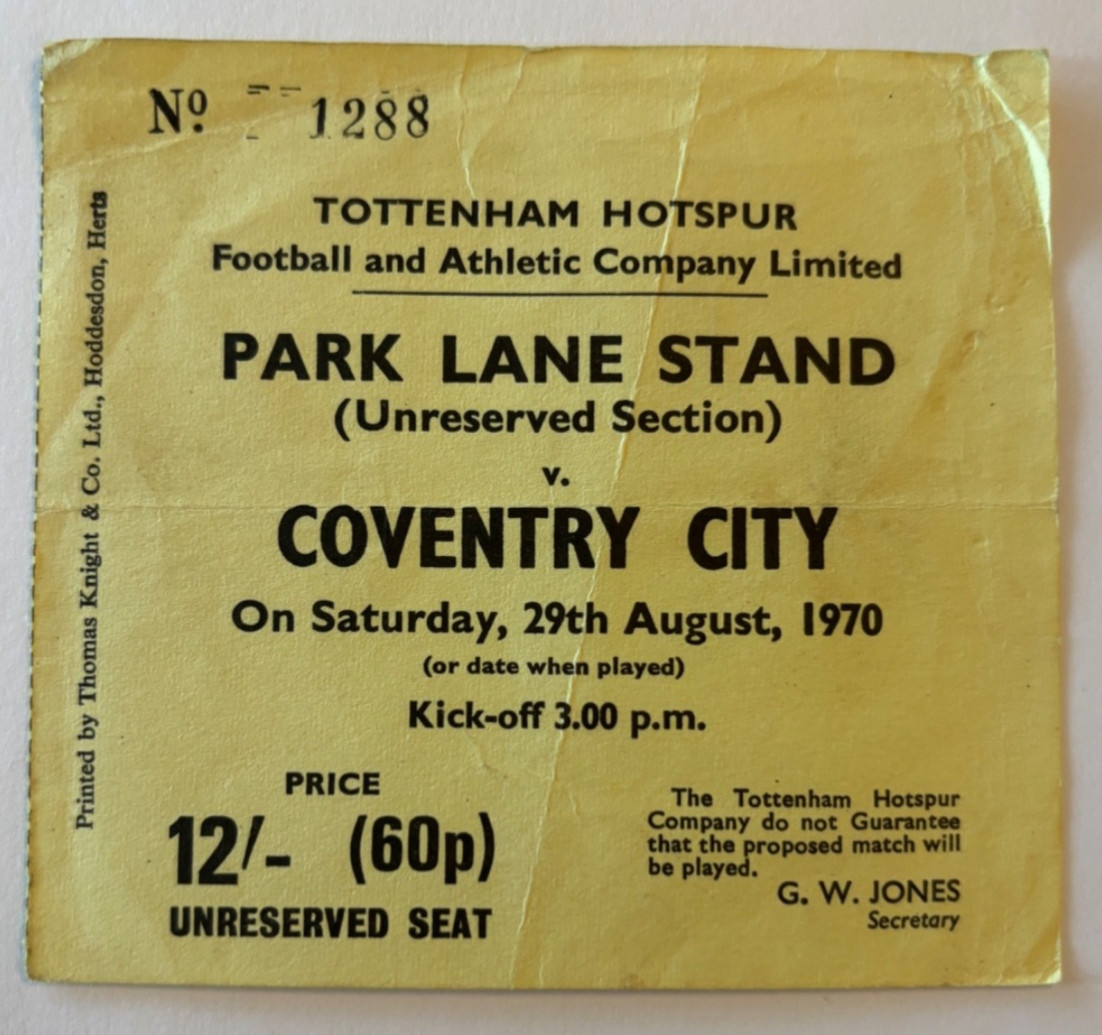 Nº 1288
TOTTENHAM HOTSPUR
Football and Athletic Company Limited
PARK LANE STAND
(Unreserved Section)
v.
COVENTRY CITY
On Saturday, 29th August, 1970
(or date when played)
Kick-off 3.00 p.m.
PRICE
12/- (60p)
UNRESERVED SEAT
The Tottenham Hotspur
Company do not Guarantee
that the proposed match will
be played.
G. W. JONES
Secretary
Printed by Thomas Knight & Co. Ltd., Hoddesdon, Herts